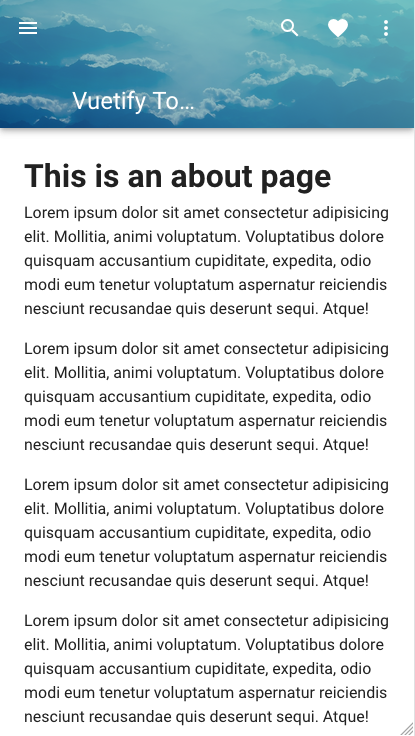 Vuetify To...
This is an about page
Lorem ipsum dolor sit amet consectetur adipisicing
elit. Mollitia, animi voluptatum. Voluptatibus dolore
quisquam accusantium cupiditate, expedita, odio
modi eum tenetur voluptatum aspernatur reiciendis
nesciunt recusandae quis deserunt sequi. Atque!
Lorem ipsum dolor sit amet consectetur adipisicing
elit. Mollitia, animi voluptatum. Voluptatibus dolore
quisquam accusantium cupiditate, expedita, odio
modi eum tenetur voluptatum aspernatur reiciendis
nesciunt recusandae quis deserunt sequi. Atque!
Lorem ipsum dolor sit amet consectetur adipisicing
elit. Mollitia, animi voluptatum. Voluptatibus dolore
quisquam accusantium cupiditate, expedita, odio
modi eum tenetur voluptatum aspernatur reiciendis
nesciunt recusandae quis deserunt sequi. Atque!
Lorem ipsum dolor sit amet consectetur adipisicing
elit. Mollitia, animi voluptatum. Voluptatibus dolore
quisquam accusantium cupiditate, expedita, odio
modi eum tenetur voluptatum aspernatur reiciendis
nesciunt recusandae quis deserunt sequi. Atque!